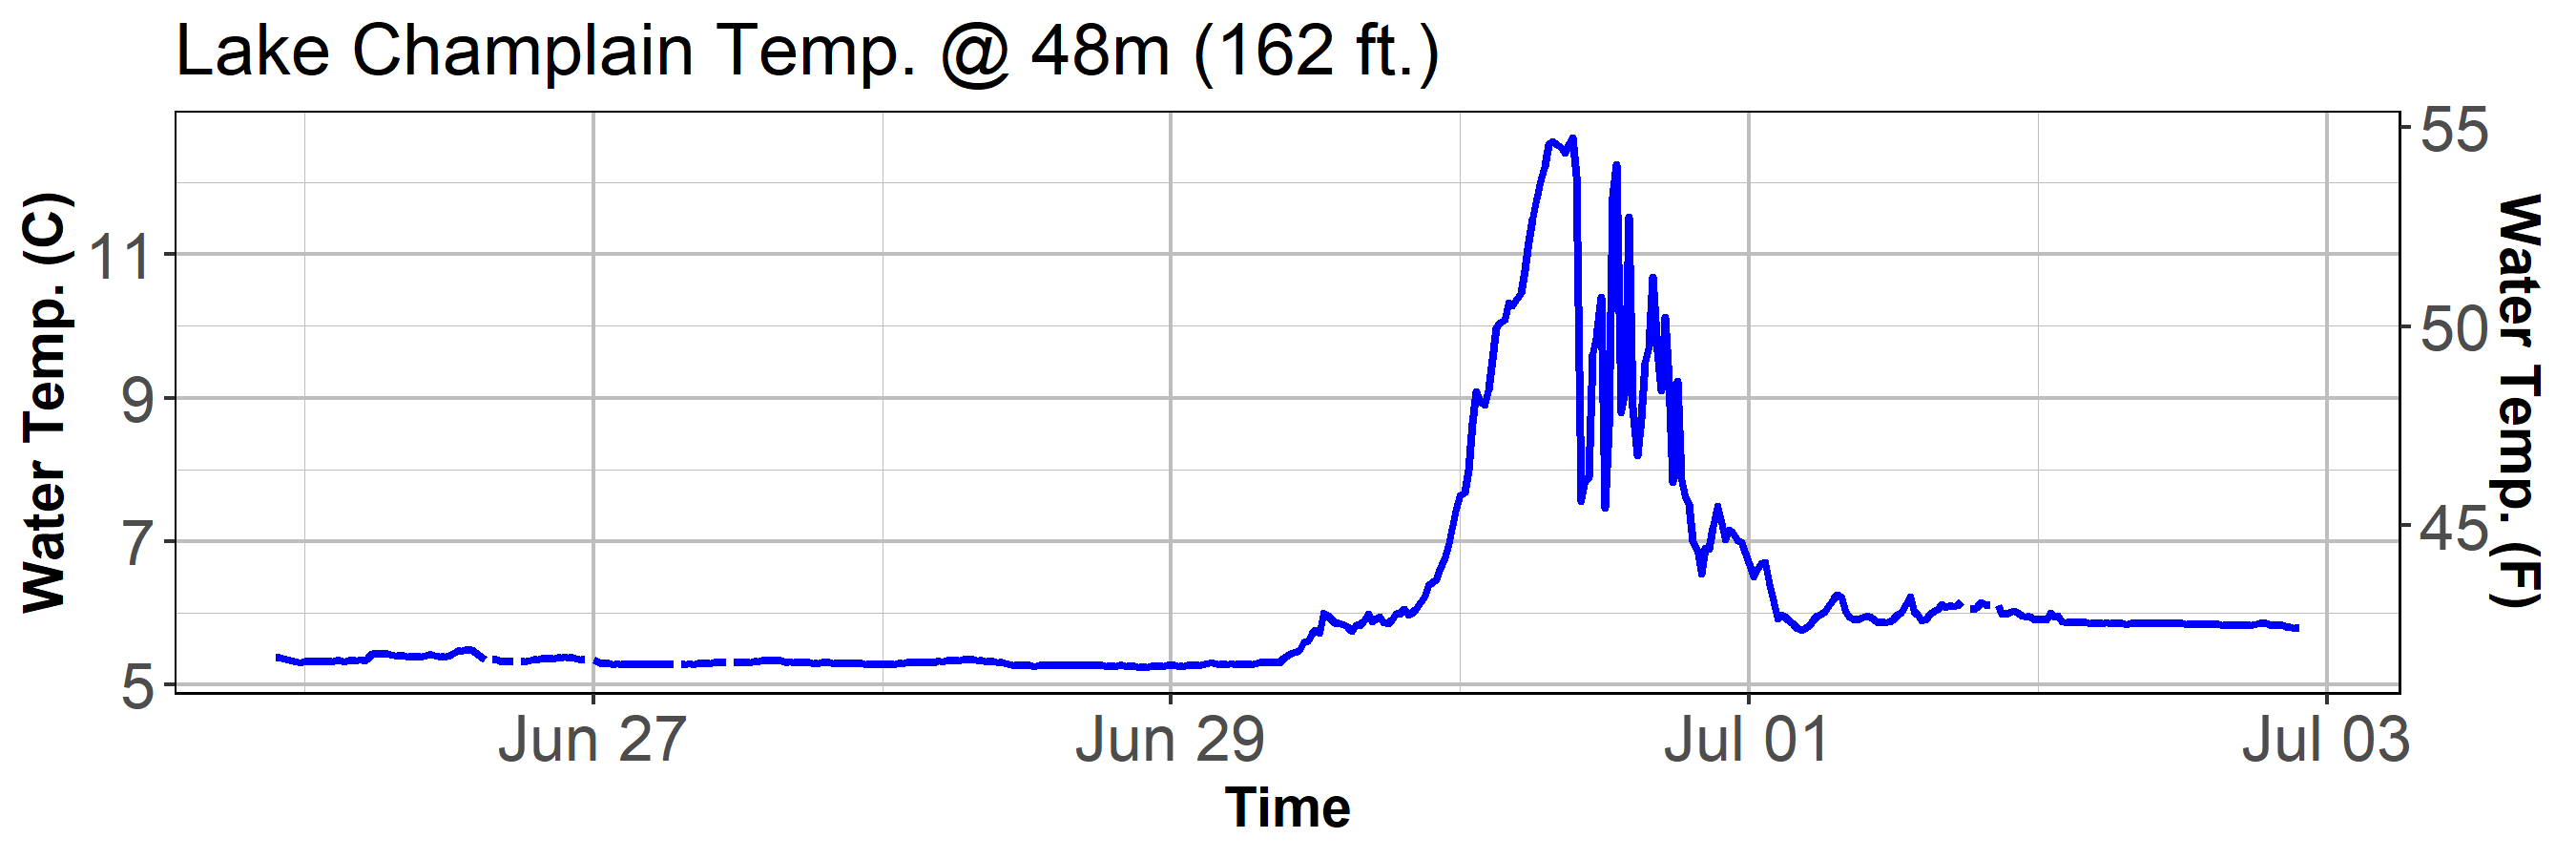 Lake Champlain Temp. @ 48m (162 ft.)
Water Temp. (C)
11
9
7
5
55
50
45
Water Temp. (F)
Jun 27
Jun 29
Jul 01
Jul 03
Time